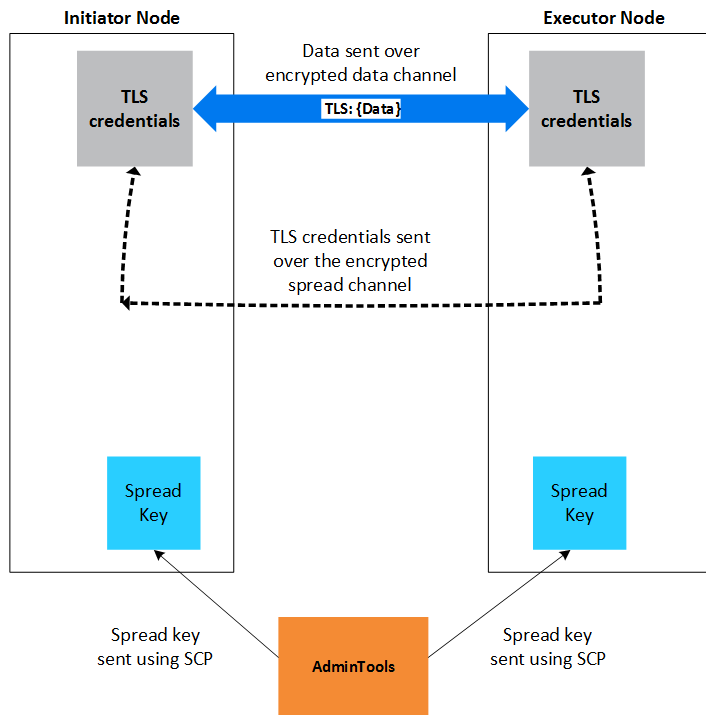 Initiator Node
Executor Node
Data sent over
encrypted data channel
TLS
credentials
TLS: {Data}
TLS
credentials
TLS credentials sent
over the encrypted
spread channel
Spread
Key
Spread
Key
Spread key
sent using SCP
AdminTools
Spread key
sent using SCP